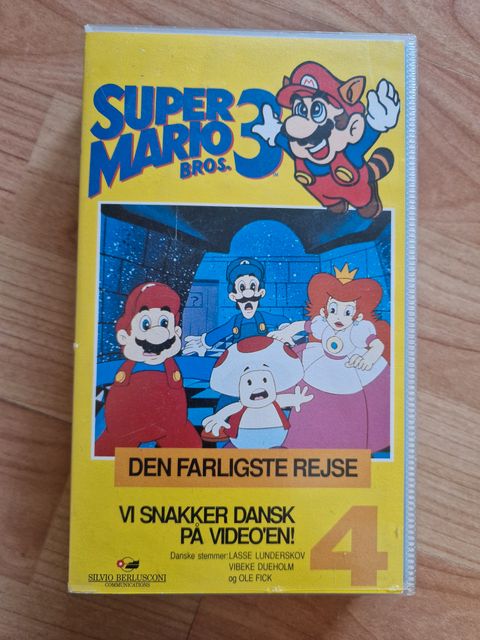 SUPER
MARIO 3
BROS. ™
M
DEN FARLIGSTE REJSE
VI SNAKKER DANSK
PÅ VIDEO'EN!
Danske stemmer: LASSE LUNDERSKOV
VIBEKE DUEHOLM
og OLE FICK
4
SILVIO BERLUSCONI
COMMUNICATIONS